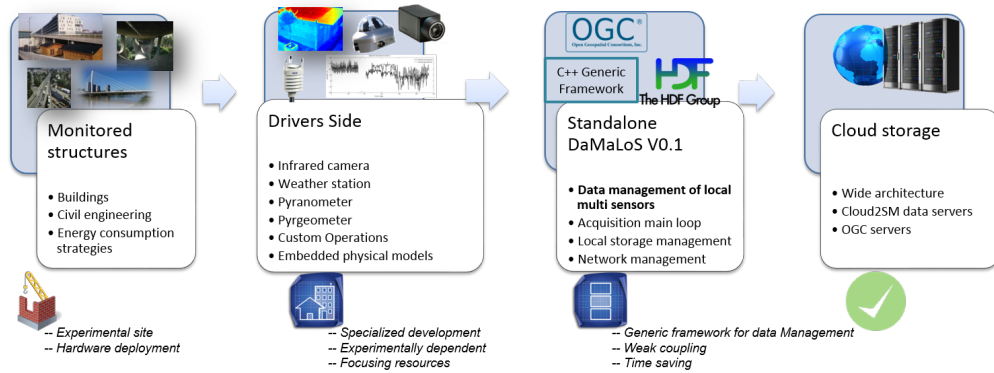 Monitored
structures
• Buildings
• Civil engineering
• Energy consumption
strategies
-- Experimental site
-- Hardware deployment
Drivers Side
• Infrared camera
• Weather station
• Pyranometer
• Pyrgeometer
• Custom Operations
• Embedded physical models
-- Specialized development
-- Experimentally dependent
-- Focusing resources
OGC®
Open Geospatial Consortium, Inc.
C++ Generic
Framework
HDF
The HDF Group
Standalone
DaMaLoS V0.1
• Data management of local
multi sensors
• Acquisition main loop
• Local storage management
• Network management
-- Generic framework for data Management
-- Weak coupling
-- Time saving
Cloud storage
• Wide architecture
• Cloud2SM data servers
• OGC servers